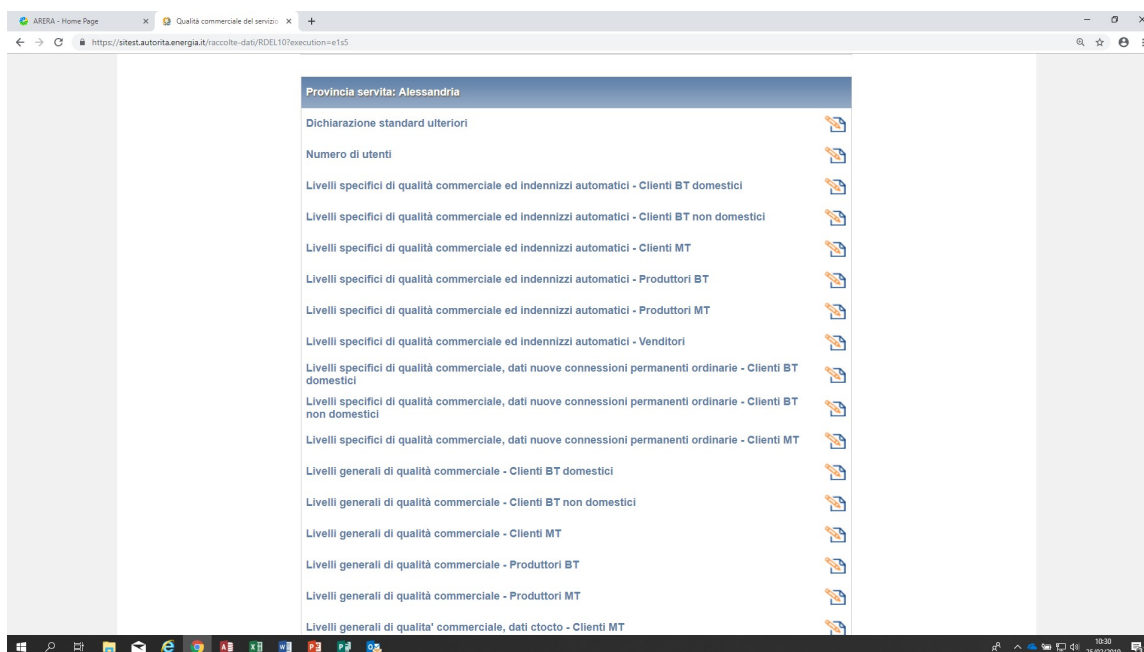 ARERA - Home Page
Qualità commerciale del servizio
https://sitest.autorita.energia.it/raccolte-dati/RDEL10?execution=e1s5
Provincia servita: Alessandria
Dichiarazione standard ulteriori
Numero di utenti
Livelli specifici di qualità commerciale ed indennizzi automatici - Clienti BT domestici
Livelli specifici di qualità commerciale ed indennizzi automatici - Clienti BT non domestici
Livelli specifici di qualità commerciale ed indennizzi automatici - Clienti MT
Livelli specifici di qualità commerciale ed indennizzi automatici - Produttori BT
Livelli specifici di qualità commerciale ed indennizzi automatici - Produttori MT
Livelli specifici di qualità commerciale ed indennizzi automatici - Venditori
Livelli specifici di qualità commerciale, dati nuove connessioni permanenti ordinarie - Clienti BT
domestici
Livelli specifici di qualità commerciale, dati nuove connessioni permanenti ordinarie - Clienti BT
non domestici
Livelli specifici di qualità commerciale, dati nuove connessioni permanenti ordinarie - Clienti MT
Livelli generali di qualità commerciale - Clienti BT domestici
Livelli generali di qualità commerciale - Clienti BT non domestici
Livelli generali di qualità commerciale - Clienti MT
Livelli generali di qualità commerciale - Produttori BT
Livelli generali di qualità commerciale - Produttori MT
Livelli generali di qualita' commerciale, dati ctocto - Clienti MT
10:30